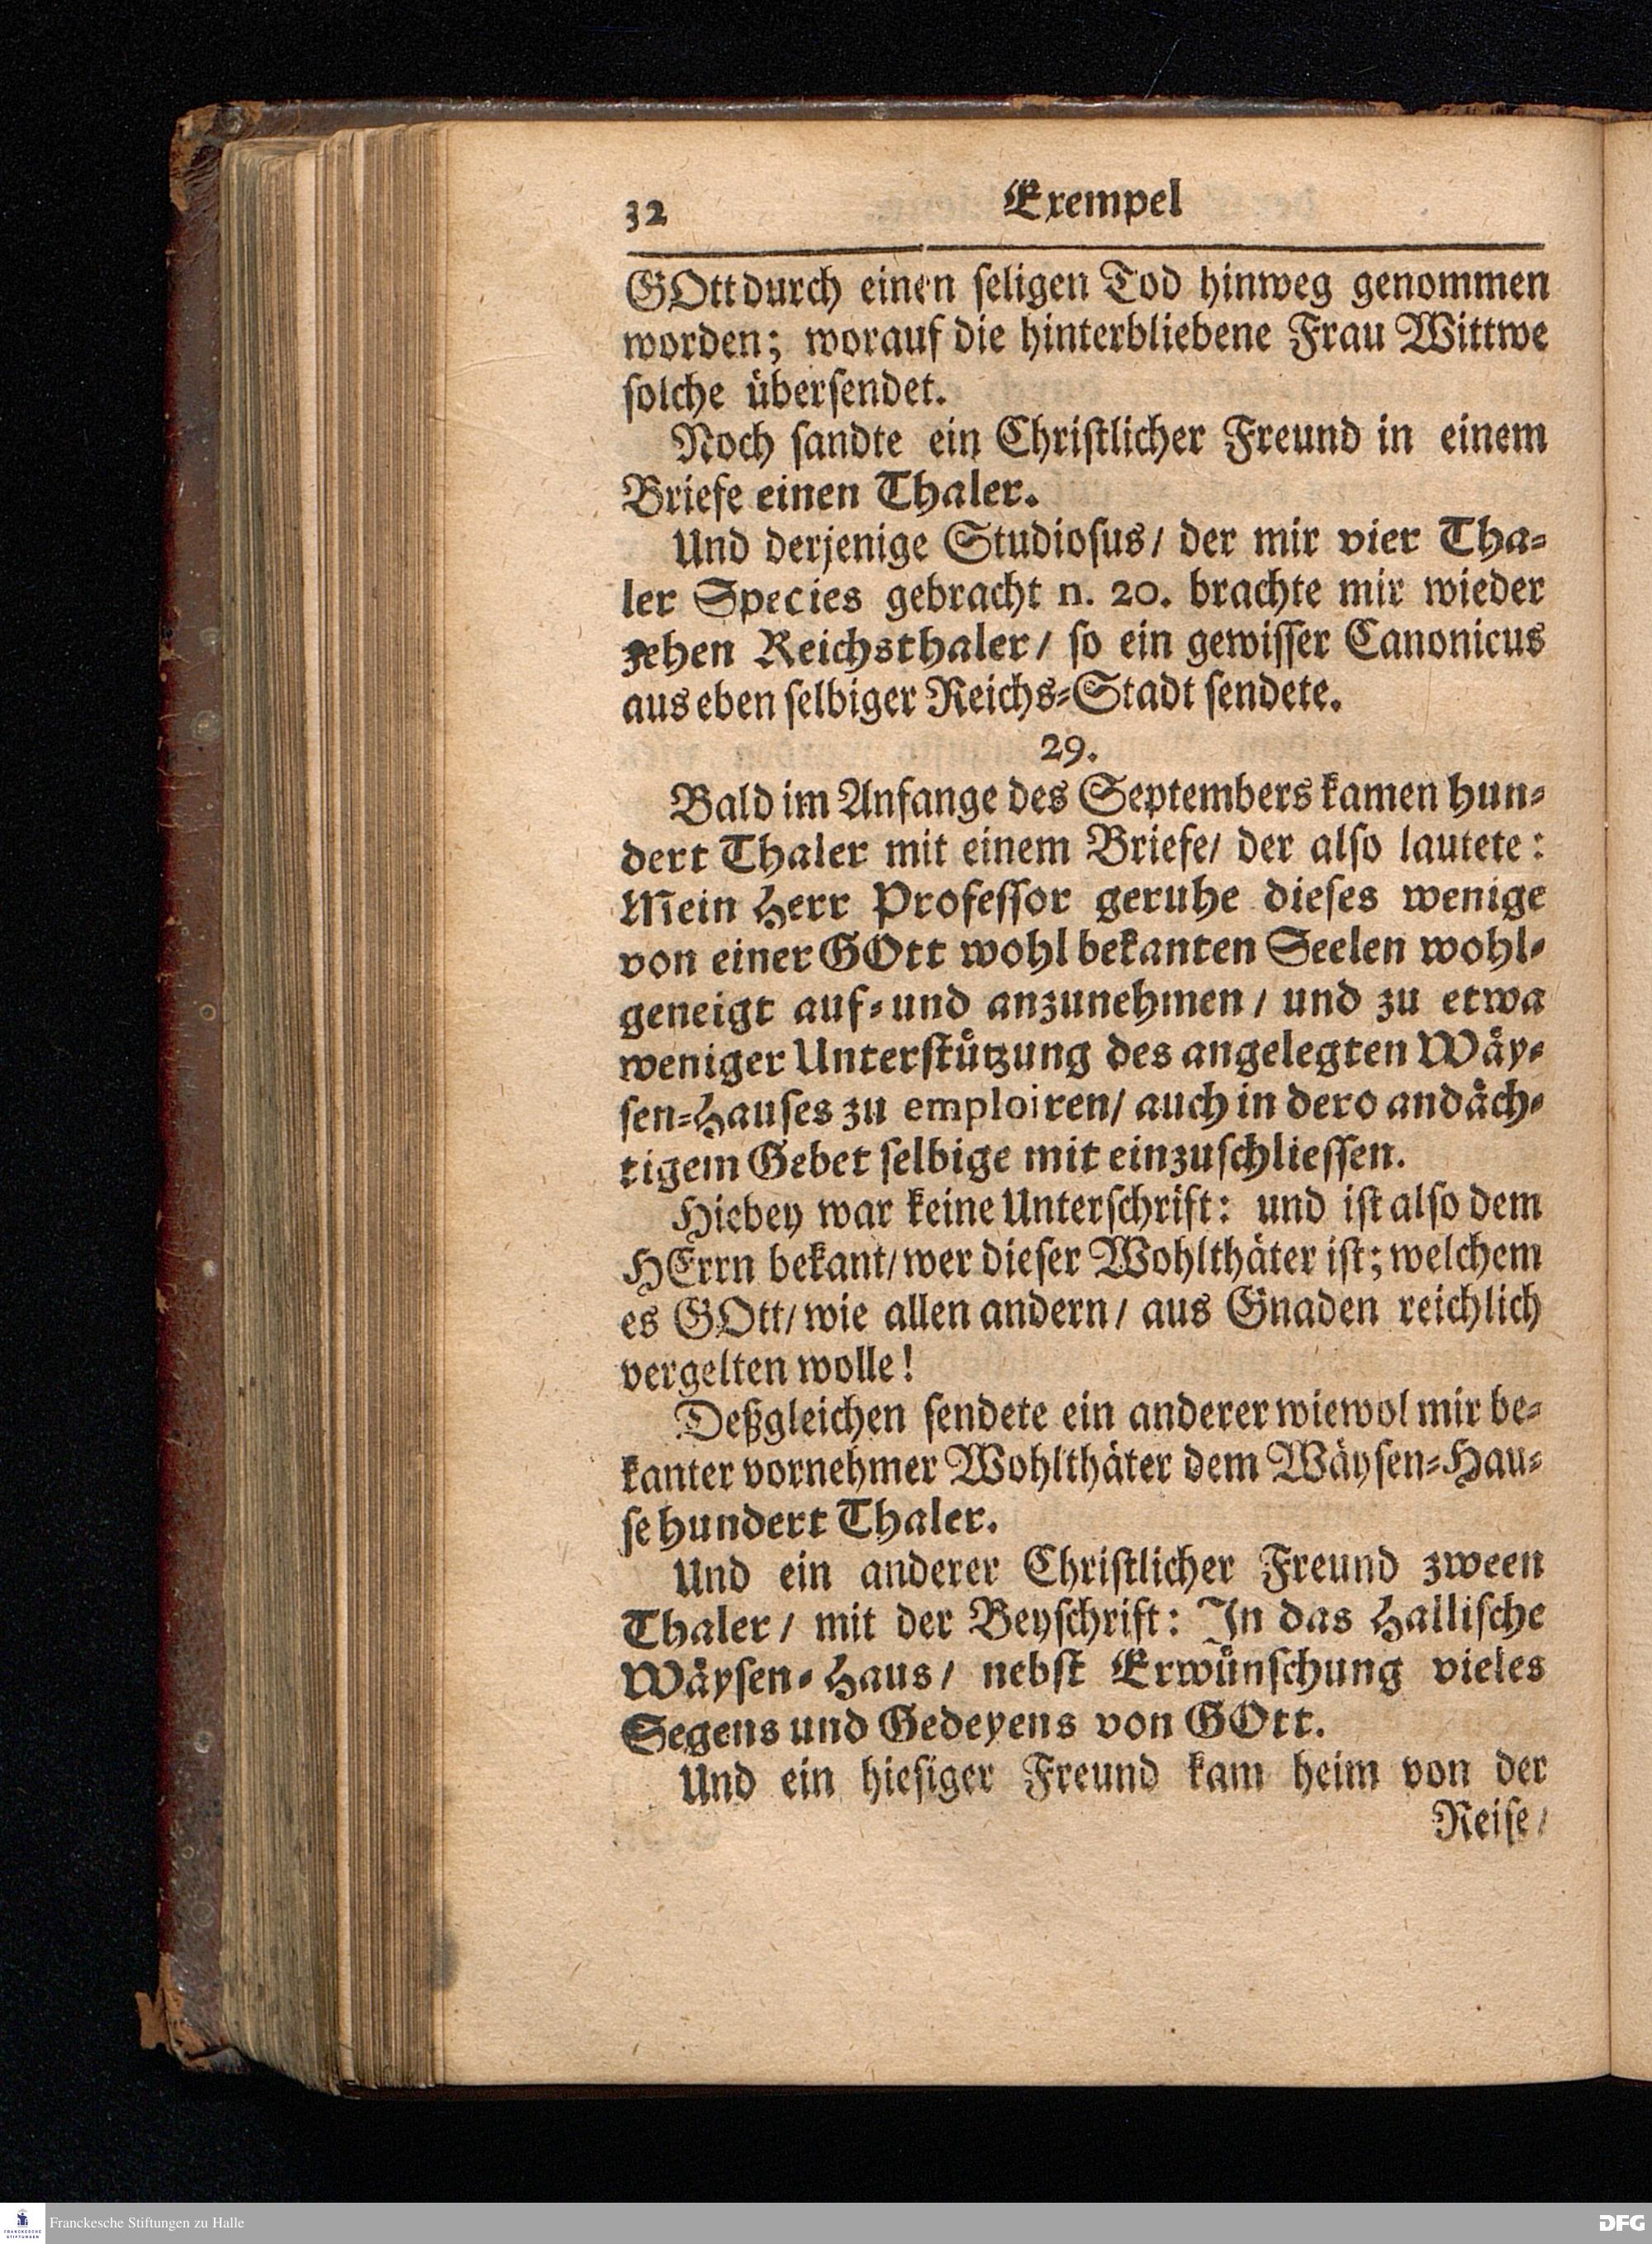 32 Exempel
GOtt durch einen ſeligen Tod hinweg genommen
worden; worauf die hinterbliebene Frau Wittwe
ſolche überſendet.
Noch ſandte ein Chriſtlicher Freund in einem
Briefe einen Thaler.
Und derjenige Studioſus/ der mir vier Tha-
ler Species gebracht n. 20. brachte mir wieder
zehen Reichsthaler/ ſo ein gewiſſer Canonicus
aus eben ſelbiger Reichs-Stadt ſendete.
29.
Bald im Anfange des Septembers kamen hun-
dert Thaler mit einem Briefe/ der alſo lautete:
Mein Herr Profeſſor geruhe dieſes wenige
von einer GOtt wohl bekanten Seelen wohl-
geneigt auf- und anzunehmen/ und zu etwa
weniger Unterſtützung des angelegten Wäy-
ſen-Hauſes zu emploiren/ auch in dero andäch-
tigem Gebet ſelbige mit einzuſchlieſſen.
Hiebey war keine Unterſchrift: und iſt alſo dem
HErrn bekant/ wer dieſer Wohlthäter iſt; welchem
es GOtt/ wie allen andern/ aus Gnaden reichlich
vergelten wolle!
Deßgleichen ſendete ein anderer wiewol mir be-
kanter vornehmer Wohlthäter dem Wäyſen-Hau-
ſe hundert Thaler.
Und ein anderer Chriſtlicher Freund zween
Thaler/ mit der Beyſchrift: In das Halliſche
Wäyſen-Haus/ nebſt Erwünſchung vieles
Segens und Gedeyens von GOtt.
Und ein hieſiger Freund kam heim von der
Reiſe/
FRANCKESCHE
STIFTUNGEN
Franckesche Stiftungen zu Halle
DFG